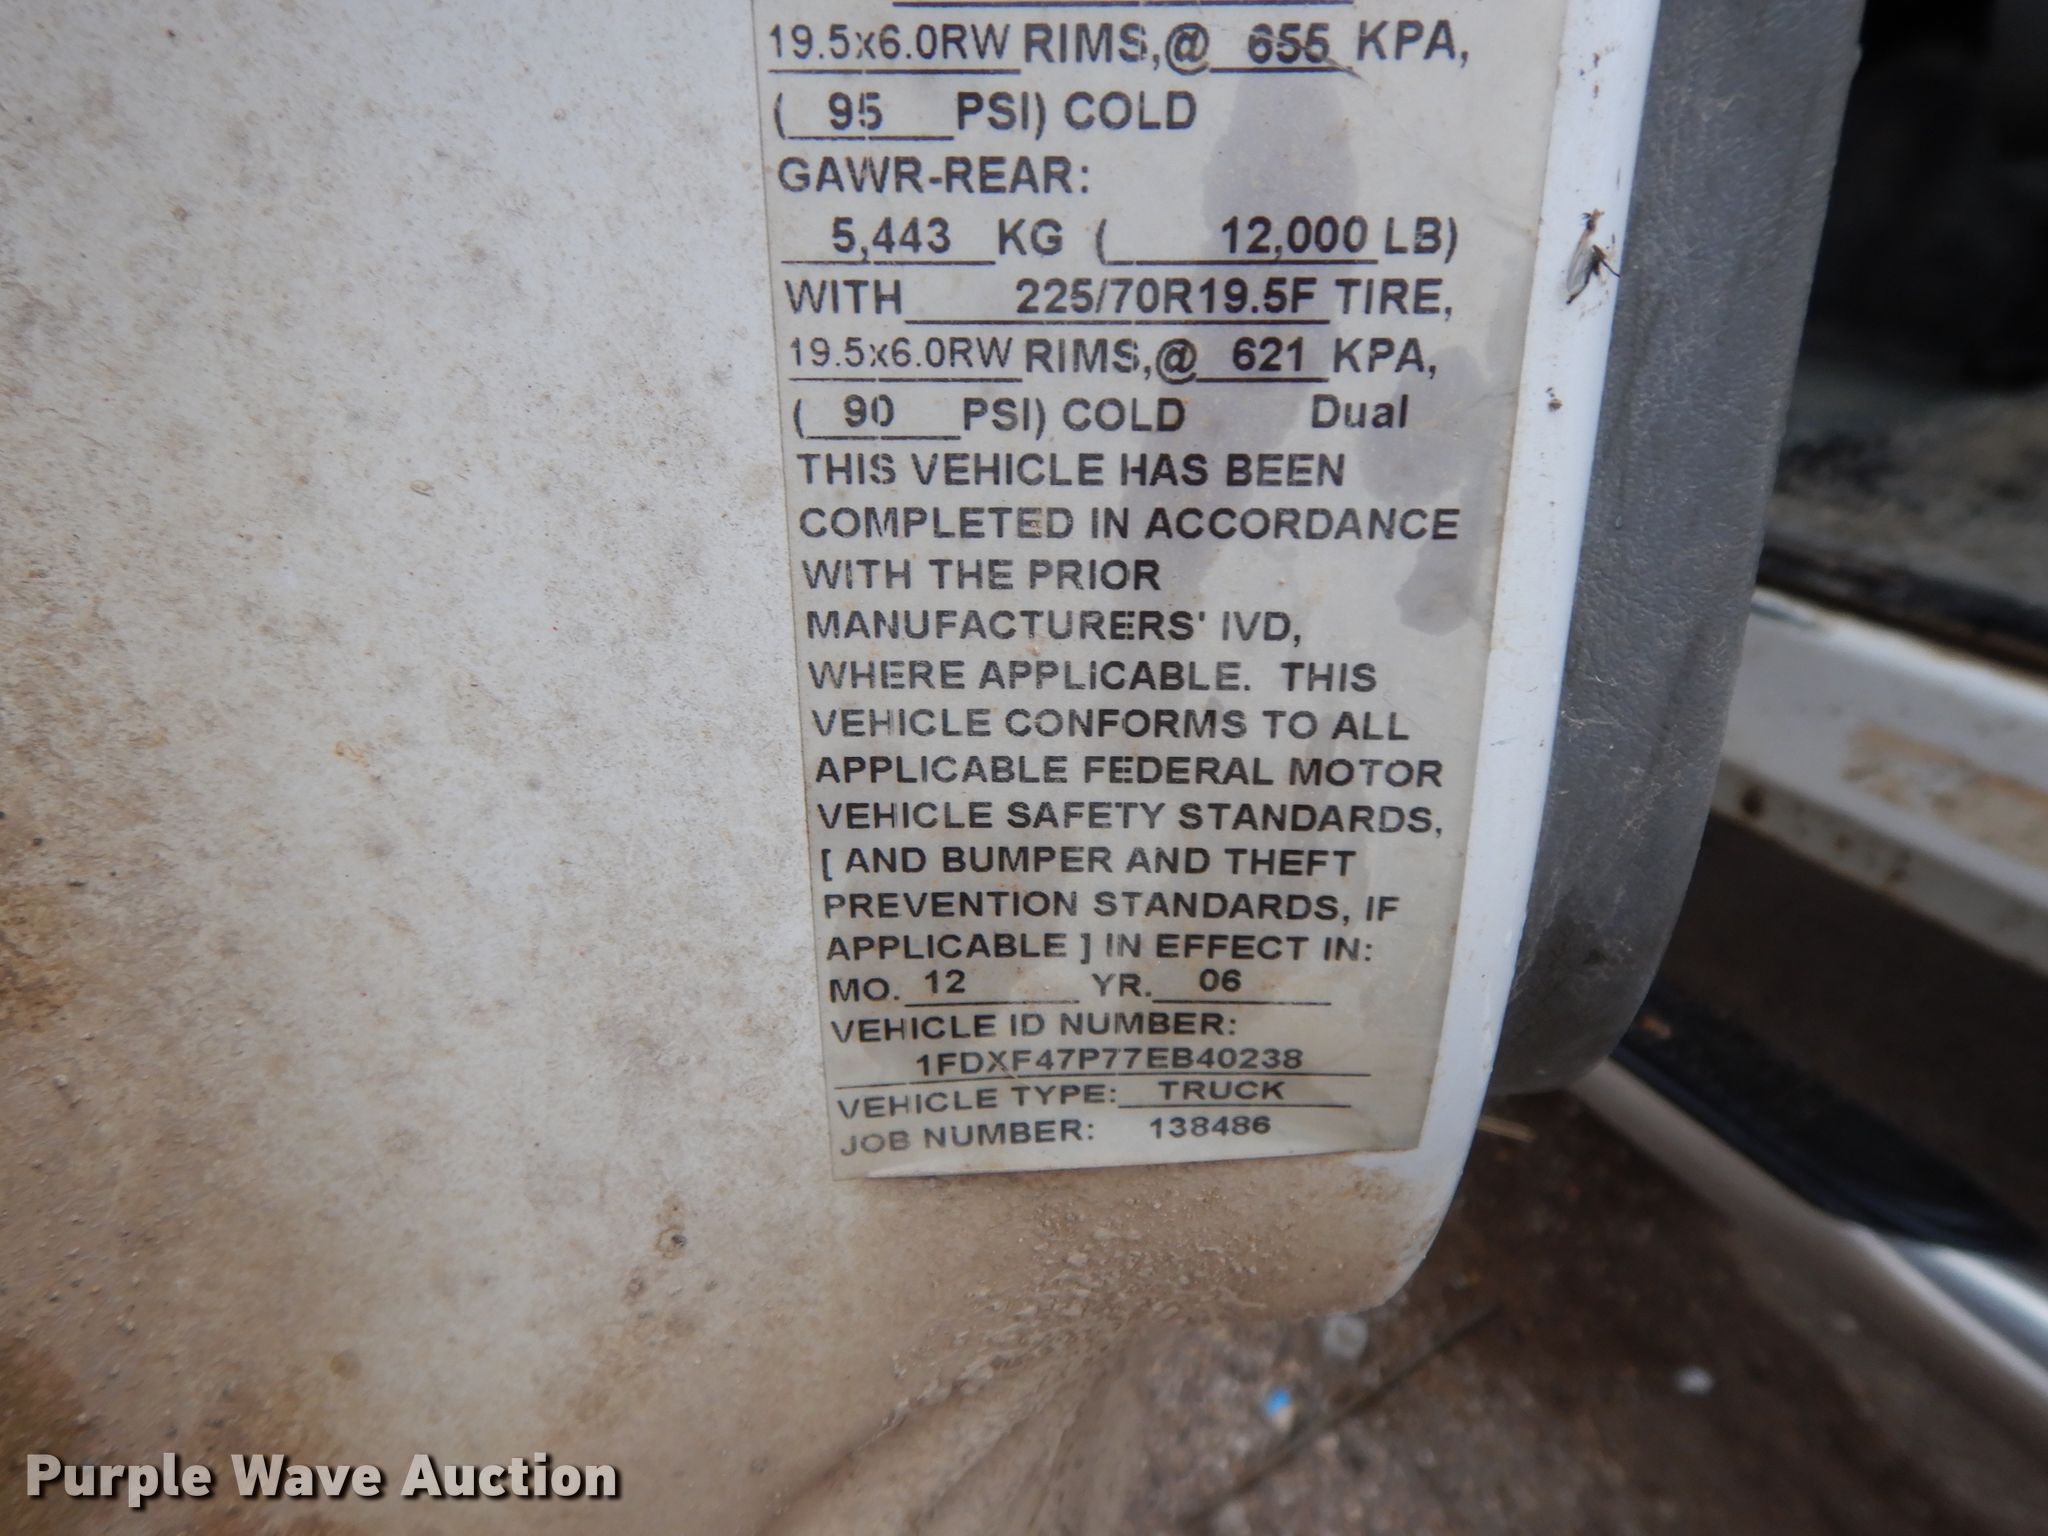 19.5x6.0RW RIMS,@ 655 KPA,
( 95 PSI) COLD
GAWR-REAR:
5,443 KG ( 12,000 LB)
WITH 225/70R19.5F TIRE,
19.5x6.0RW RIMS,@ 621 KPA,
( 90 PSI) COLD Dual
THIS VEHICLE HAS BEEN
COMPLETED IN ACCORDANCE
WITH THE PRIOR
MANUFACTURERS' IVD,
WHERE APPLICABLE. THIS
VEHICLE CONFORMS TO ALL
APPLICABLE FEDERAL MOTOR
VEHICLE SAFETY STANDARDS,
[ AND BUMPER AND THEFT
PREVENTION STANDARDS, IF
APPLICABLE ] IN EFFECT IN:
MO. 12 YR. 06
VEHICLE ID NUMBER:
1FDXF47P77EB40238
VEHICLE TYPE: TRUCK
JOB NUMBER: 138486
Purple Wave Auction